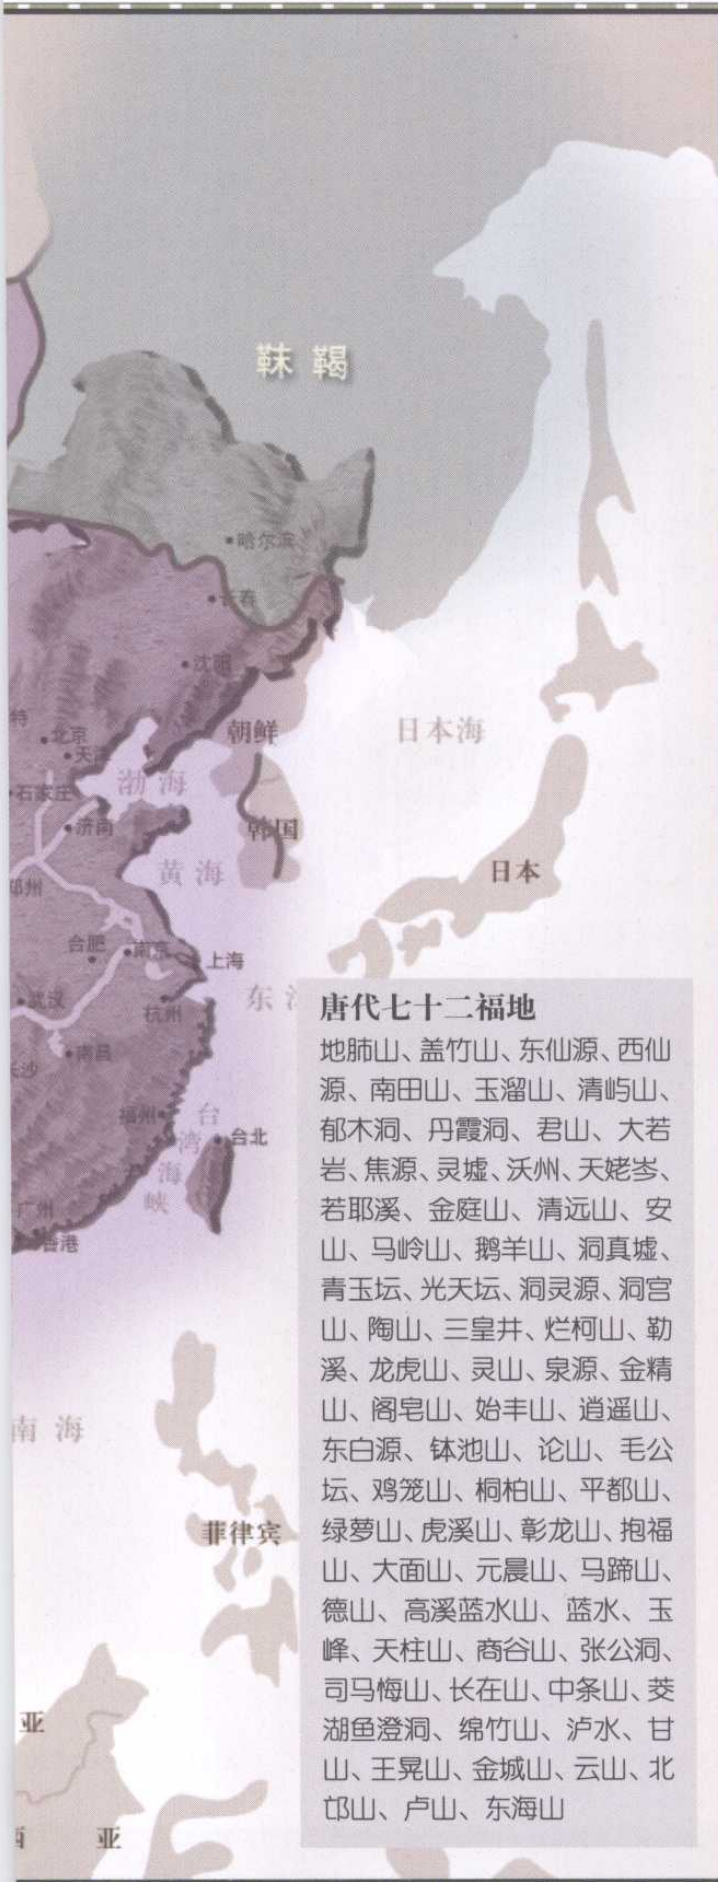 靺 鞨
哈尔滨
长春
沈阳
特
北京
天津
朝鲜
日本海
石家庄
渤 海
济南
韩国
郑州
黄 海
日本
合肥
南京
上海
武汉
杭州
东
南昌
长沙
福州
台
湾
海
峡
台北
广州
香港
南 海
菲律宾
亚
西 亚
唐代七十二福地
地肺山、盖竹山、东仙源、西仙
源、南田山、玉溜山、清屿山、
郁木洞、丹霞洞、君山、大若
岩、焦源、灵墟、沃州、天姥岑、
若耶溪、金庭山、清远山、安
山、马岭山、鹅羊山、洞真墟、
青玉坛、光天坛、洞灵源、洞宫
山、陶山、三皇井、烂柯山、勒
溪、龙虎山、灵山、泉源、金精
山、阁皂山、始丰山、逍遥山、
东白源、钵池山、论山、毛公
坛、鸡笼山、桐柏山、平都山、
绿萝山、虎溪山、彰龙山、抱福
山、大面山、元晨山、马蹄山、
德山、高溪蓝水山、蓝水、玉
峰、天柱山、商谷山、张公洞、
司马悔山、长在山、中条山、茭
湖鱼澄洞、绵竹山、泸水、甘
山、王晃山、金城山、云山、北
邙山、卢山、东海山